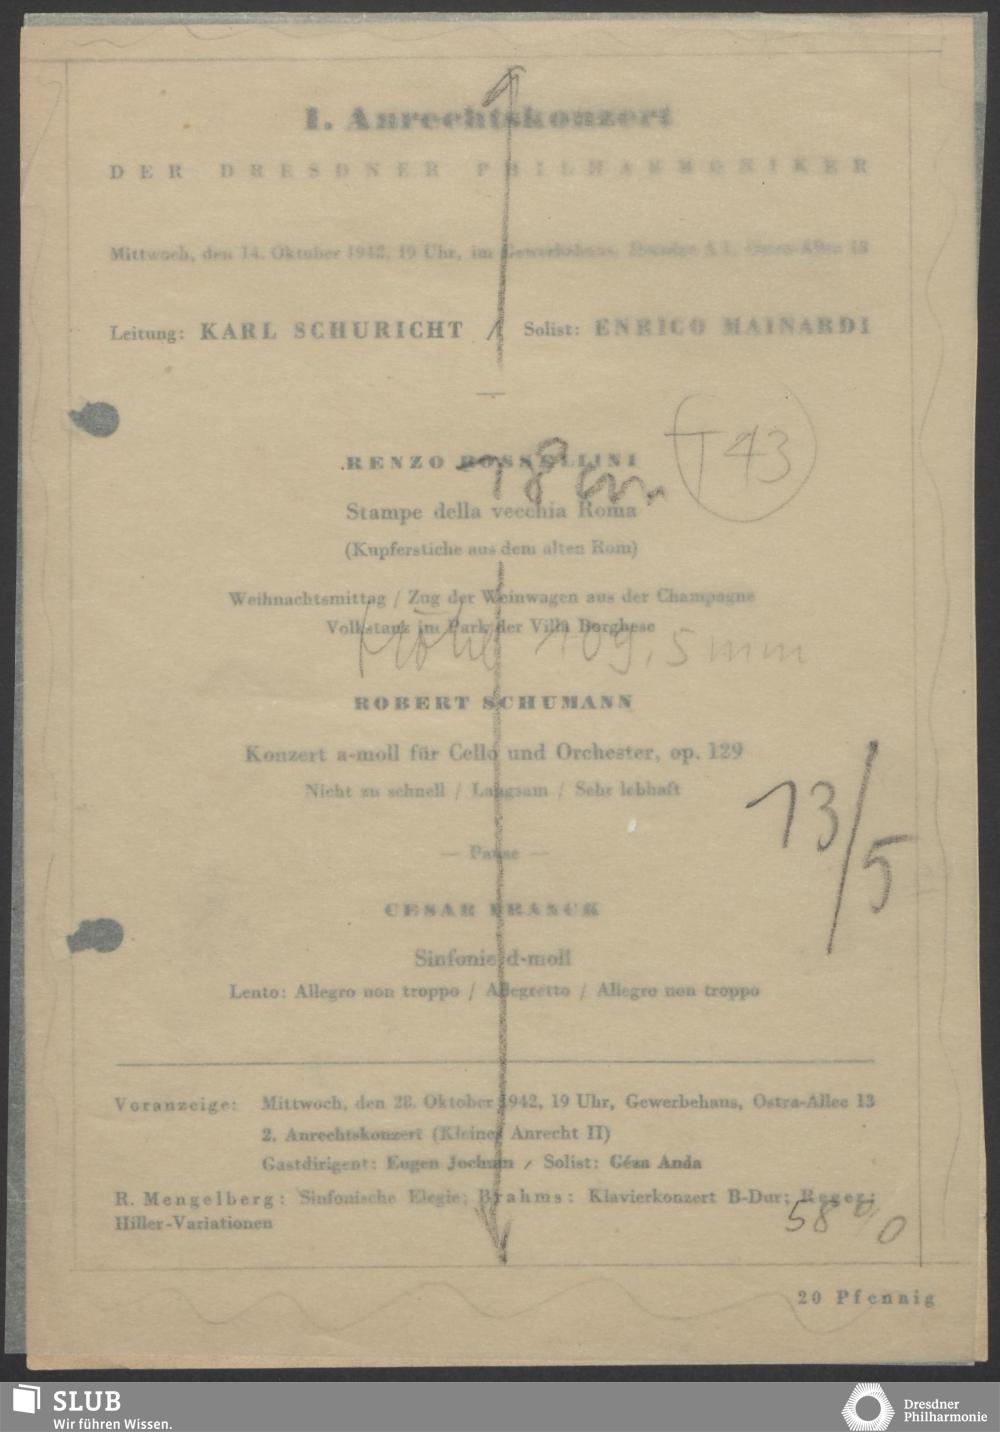 1. Anrechtskonzert
DER DRESDNER PHILHARMONIKER
Mittwoch, den 14. Oktober 1942, 19 Uhr, im Gewerbehaus, Dresden A 1, Ostra-Allee 13
Leitung: KARL SCHURICHT / Solist: ENRICO MAINARDI
RENZO ROSSELLINI
T 43
18 cm
Stampe della vecchia Roma
(Kupferstiche aus dem alten Rom)
Weihnachtsmittag / Zug der Weinwagen aus der Champagne
Volkstanz im Park der Villa Borghese
Höhe 109,5 mm
ROBERT SCHUMANN
Konzert a-moll für Cello und Orchester, op. 129
Nicht zu schnell / Langsam / Sehr lebhaft
13/5
— Pause —
CESAR FRANCK
Sinfonie d-moll
Lento: Allegro non troppo / Allegretto / Allegro non troppo
Voranzeige: Mittwoch, den 28. Oktober 1942, 19 Uhr, Gewerbehaus, Ostra-Allee 13
2. Anrechtskonzert (Kleines Anrecht II)
Gastdirigent: Eugen Jochum / Solist: Géza Anda
R. Mengelberg: Sinfonische Elegie; Brahms: Klavierkonzert B-Dur; Reger:
Hiller-Variationen
58%
20 Pfennig
SLUB
Wir führen Wissen.
Dresdner
Philharmonie